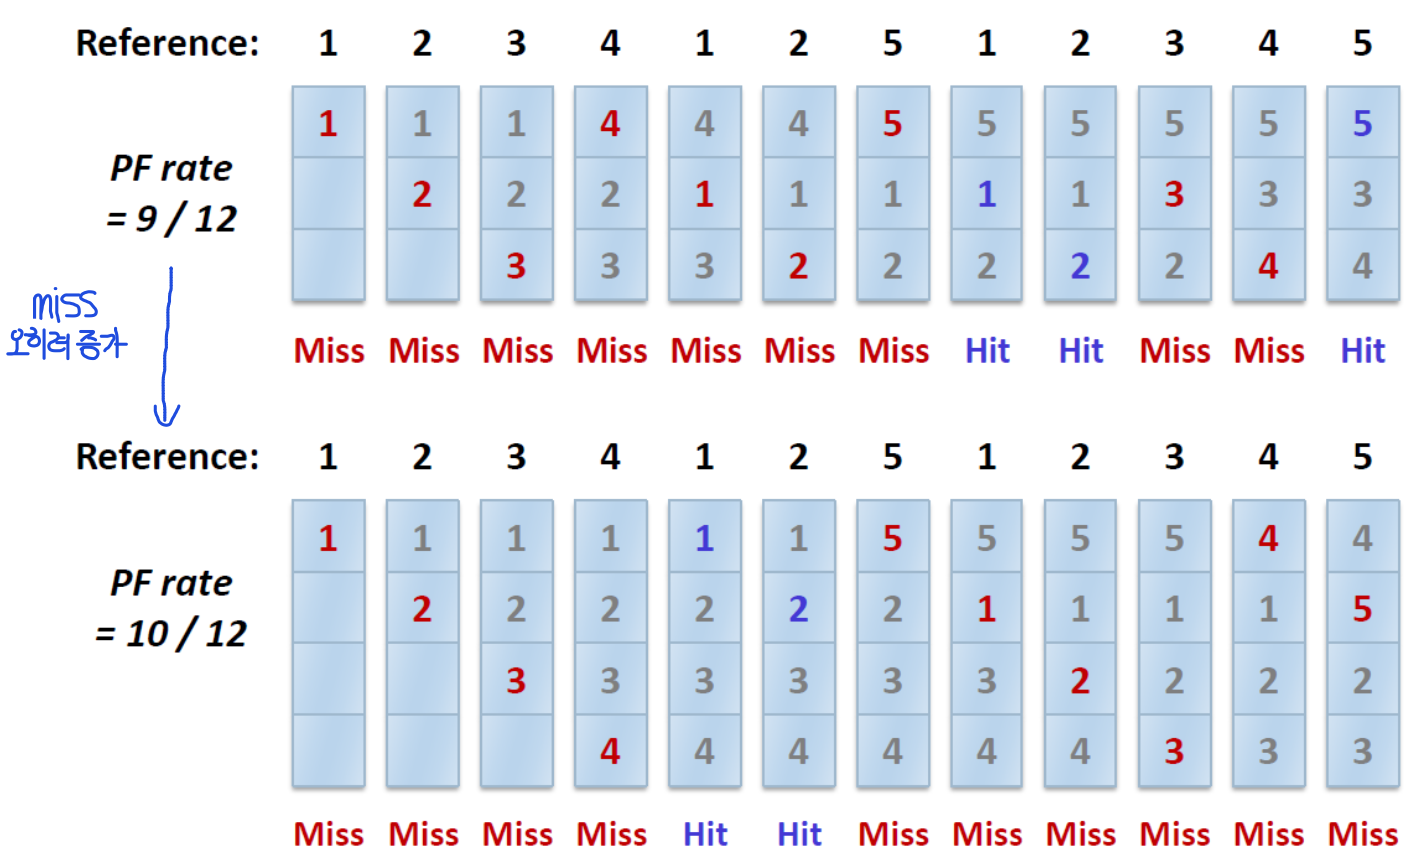 Reference: 1 2 3 4 1 2 5 1 2 3 4 5
1 1 1 4 4 4 5 5 5 5 5 5
PF rate
= 9 / 12
2 2 2 1 1 1 1 1 3 3 3
3 3 3 2 2 2 2 2 4 4
miss
오히려 증가
Miss Miss Miss Miss Miss Miss Miss Hit Hit Miss Miss Hit
Reference: 1 2 3 4 1 2 5 1 2 3 4 5
1 1 1 1 1 1 5 5 5 5 4 4
PF rate
= 10 / 12
2 2 2 2 2 2 1 1 1 1 5
3 3 3 3 3 3 2 2 2 2
4 4 4 4 4 4 3 3 3
Miss Miss Miss Miss Hit Hit Miss Miss Miss Miss Miss Miss